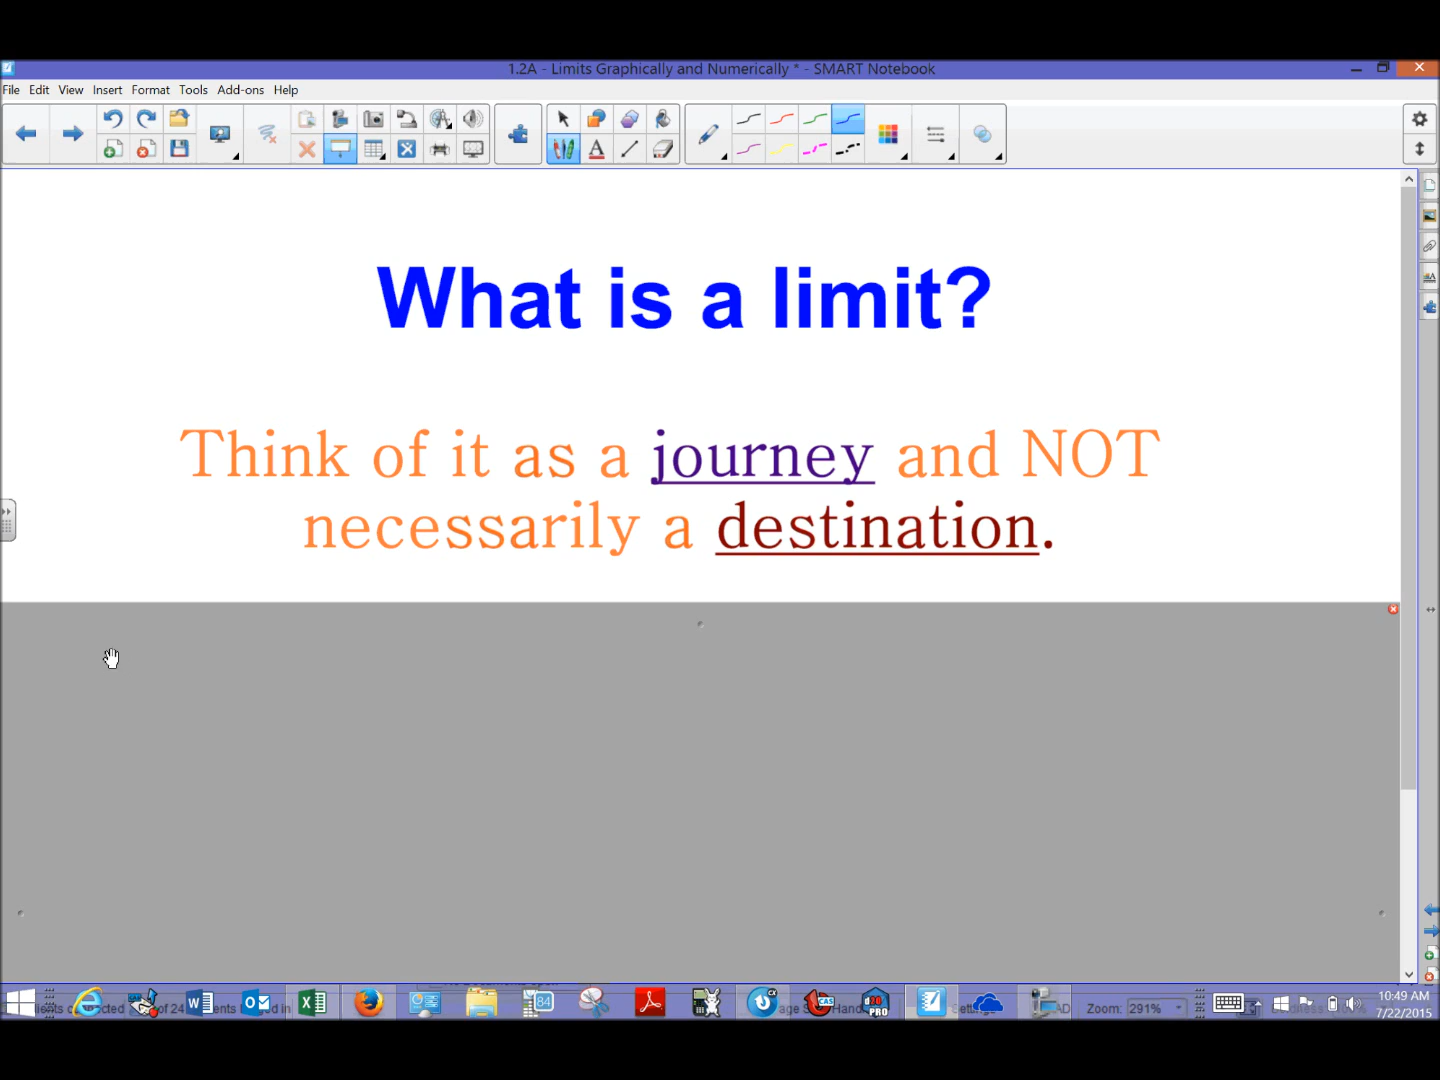 1.2A - Limits Graphically and Numerically * - SMART Notebook
File Edit View Insert Format Tools Add-ons Help
What is a limit?
Think of it as a journey and NOT
necessarily a destination.
10:49 AM
Zoom: 291%
7/22/2015